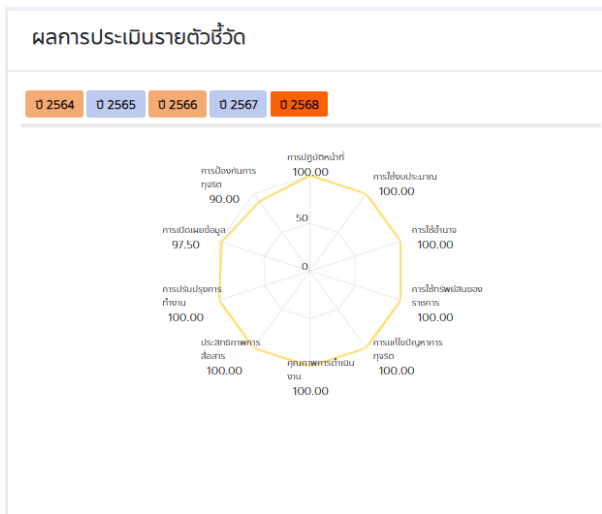 ผลการประเมินรายตัวชี้วัด
ปี 2564
ปี 2565
ปี 2566
ปี 2567
ปี 2568
การปฏิบัติหน้าที่
100.00
การใช้งบประมาณ
100.00
การใช้อำนาจ
100.00
การใช้ทรัพย์สินของ
ราชการ
100.00
การแก้ไขปัญหาการ
ทุจริต
100.00
คุณภาพการดำเนิน
งาน
100.00
ประสิทธิภาพการ
สื่อสาร
100.00
การปรับปรุงการ
ทำงาน
100.00
การเปิดเผยข้อมูล
97.50
การป้องกันการ
ทุจริต
90.00
50
0